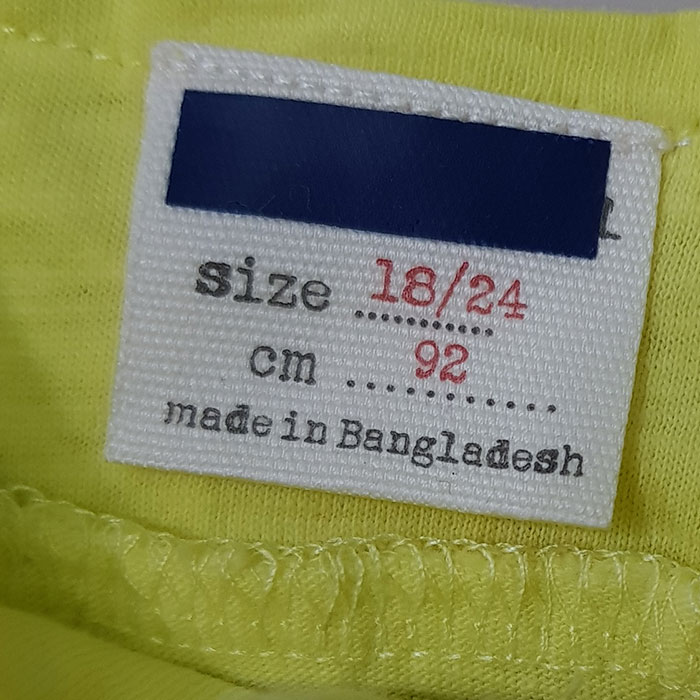 size 18/24
cm 92
made in Bangladesh